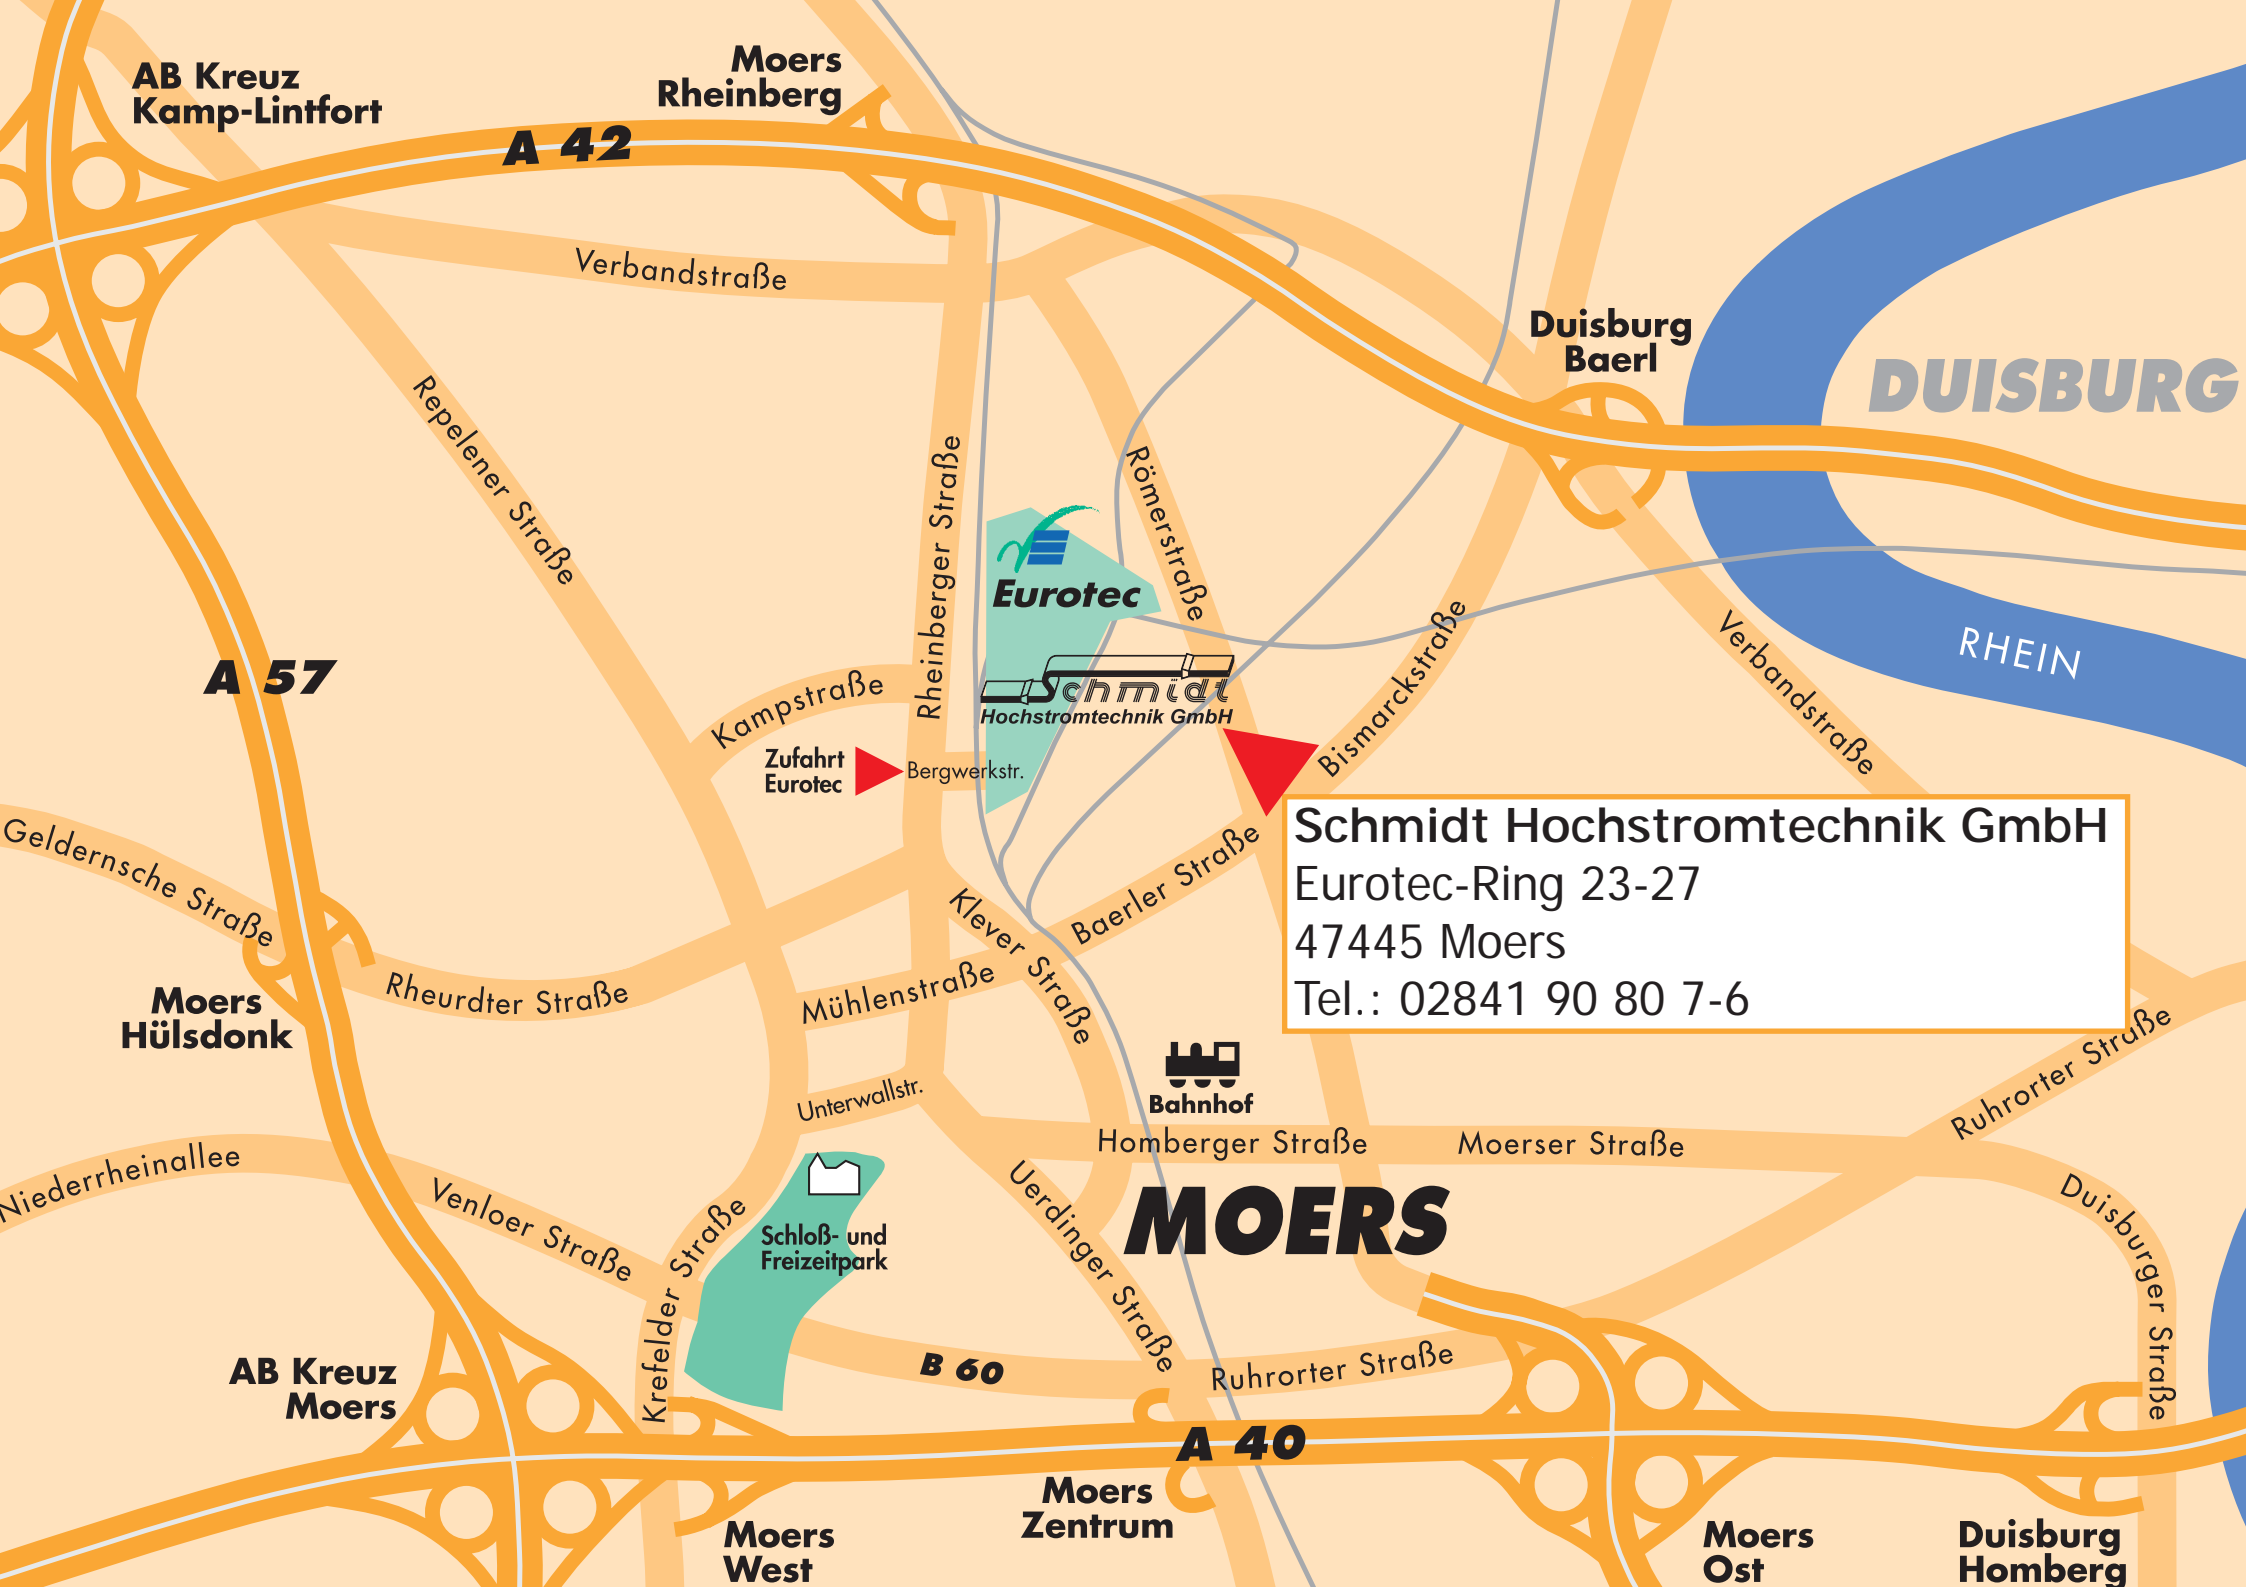 AB Kreuz
Kamp-Lintfort
Moers
Rheinberg
A 42
Verbandstraße
Duisburg
Baerl
DUISBURG
Repelener Straße
Rheinberger Straße
Römerstraße
Eurotec
A 57
Kampstraße
Schmidt
Hochstromtechnik GmbH
Bismarckstraße
Verbandstraße
RHEIN
Zufahrt
Eurotec
Bergwerkstr.
Schmidt Hochstromtechnik GmbH
Eurotec-Ring 23-27
47445 Moers
Tel.: 02841 90 80 7-6
Geldernsche Straße
Klever Straße
Baerler Straße
Moers
Hülsdonk
Rheurdter Straße
Mühlenstraße
Unterwallstr.
Bahnhof
Homberger Straße
Moerser Straße
Ruhrorter Straße
Niederrheinallee
Venloer Straße
Krefelder Straße
Schloß- und
Freizeitpark
Uerdinger Straße
MOERS
Duisburger Straße
AB Kreuz
Moers
B 60
Ruhrorter Straße
A 40
Moers
West
Moers
Zentrum
Moers
Ost
Duisburg
Homberg